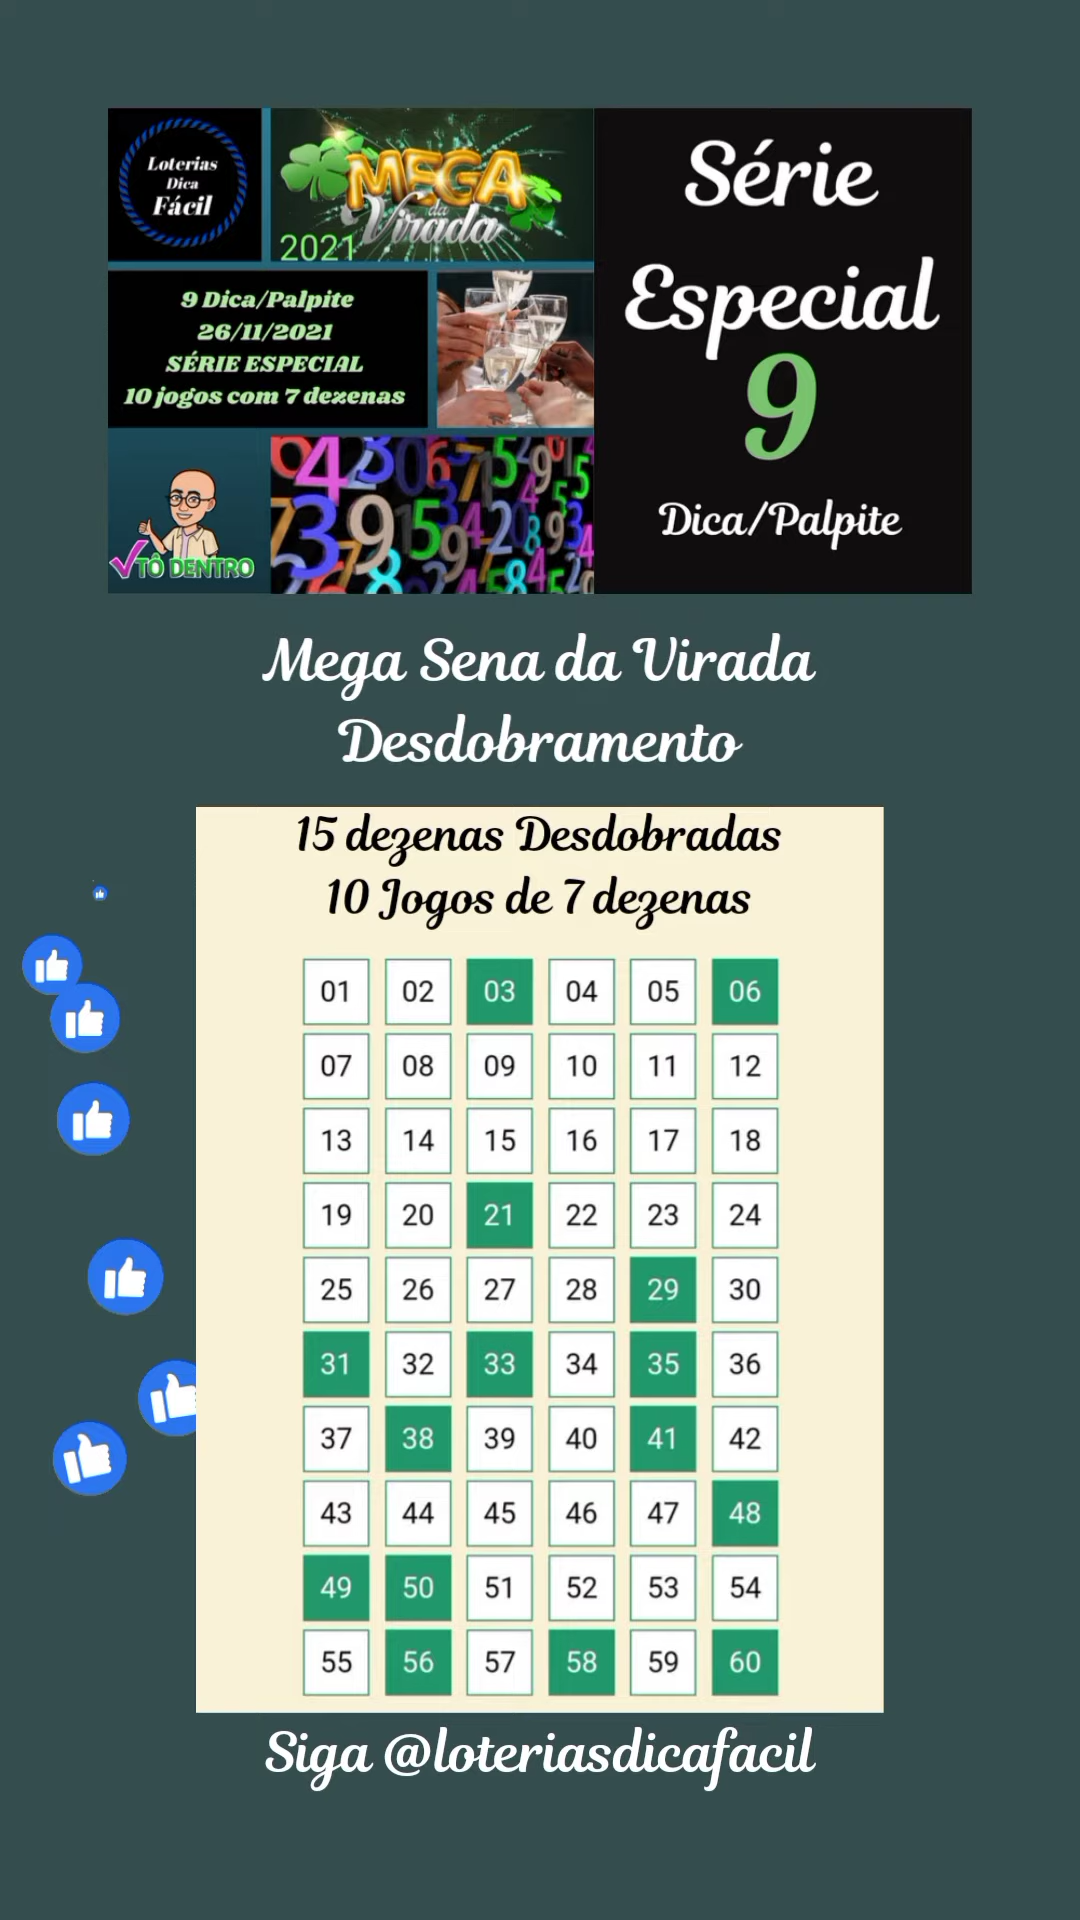 Loterias
Dica
Fácil
MEGA
da
Virada
2021
9 Dica/Palpite
26/11/2021
SÉRIE ESPECIAL
10 jogos com 7 dezenas
TÔ DENTRO
Série
Especial
9
Dica/Palpite
Mega Sena da Virada
Desdobramento
15 dezenas Desdobradas
10 Jogos de 7 dezenas
01 02 03 04 05 06
07 08 09 10 11 12
13 14 15 16 17 18
19 20 21 22 23 24
25 26 27 28 29 30
31 32 33 34 35 36
37 38 39 40 41 42
43 44 45 46 47 48
49 50 51 52 53 54
55 56 57 58 59 60
Siga @loteriasdicafacil